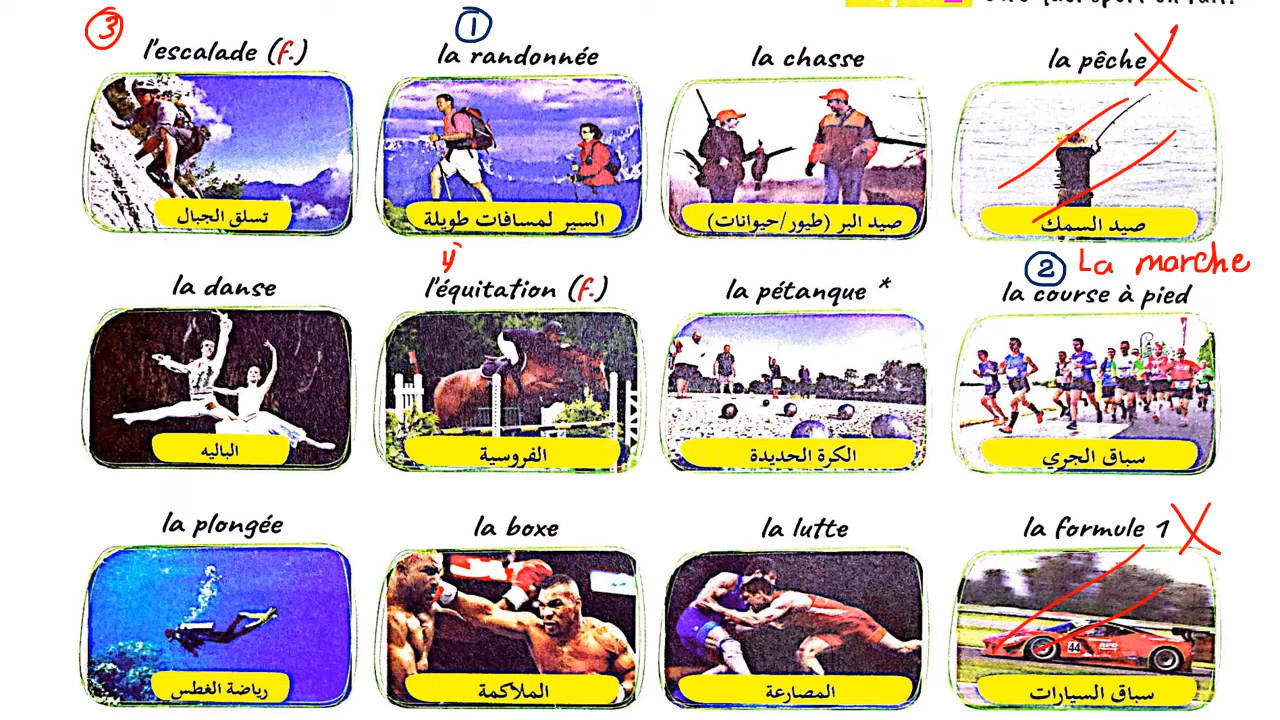 ③ ①
l'escalade (f.) la randonnée la chasse la pêche X
تسلق الجبال السير لمسافات طويلة صيد البر (طيور/حيوانات) صيد السمك
② La marche
la danse l'équitation (f.) la pétanque * la course à pied
الباليه الفروسية الكرة الحديدة سباق الجري
la plongée la boxe la lutte la formule 1 X
44
رياضة الغطس الملاكمة المصارعة سباق السيارات